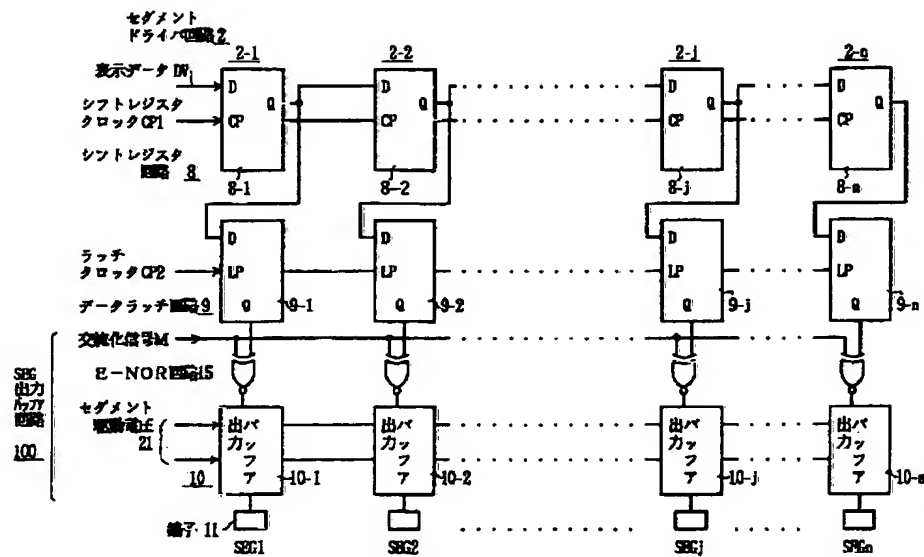 セグメント
ドライバ回路 2
2-1
2-2
2-j
2-n
表示データ DV
D
Q
D
Q
D
Q
D
Q
シフトレジスタ
クロックCP1
CP
CP
CP
CP
シントレジスタ
回路 8
8-1
8-2
8-j
8-n
D
D
D
D
ラッチ
クロックCP2
LP
LP
LP
LP
データラッチ回路 9
Q
9-1
Q
9-2
Q
9-j
Q
9-n
交流化信号M
E-NOR回路15
SEG
出力
バッファ
回路
100
セグメント
21
10
出力
バッファ
10-1
出力
バッファ
10-2
出力
バッファ
10-j
出力
バッファ
10-n
端子 11
SEG1
SEG2
SEGj
SEGn